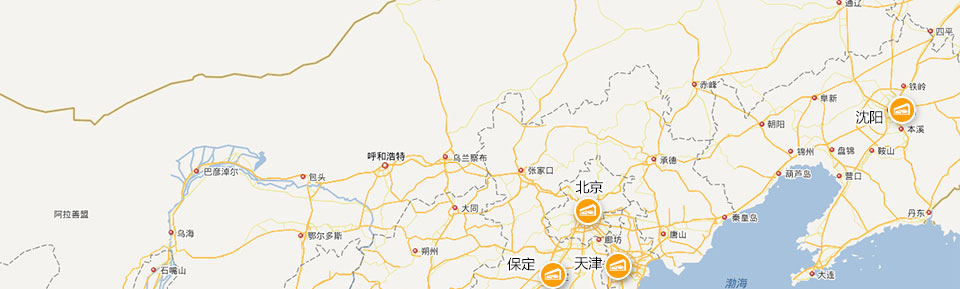 通辽
四平
赤峰
铁岭
阜新
沈阳
朝阳
本溪
锦州
盘锦
鞍山
呼和浩特
乌兰察布
承德
巴彦淖尔
包头
张家口
葫芦岛
营口
北京
阿拉善盟
大同
秦皇岛
丹东
乌海
鄂尔多斯
廊坊
唐山
朔州
保定
天津
石嘴山
大连
渤海